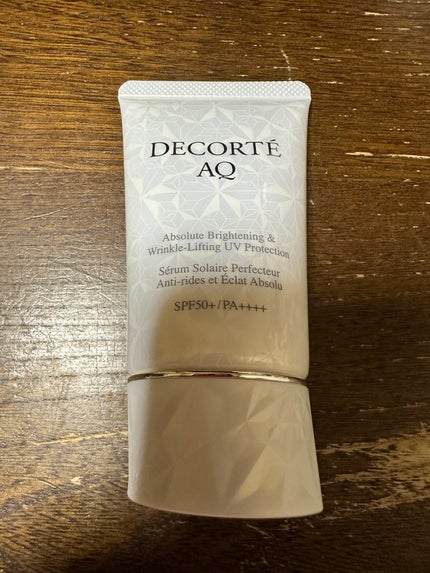 DECORTÉ
AQ
Absolute Brightening &
Wrinkle-Lifting UV Protection
Sérum Solaire Perfecteur
Anti-rides et Éclat Absolu
SPF50+/PA++++